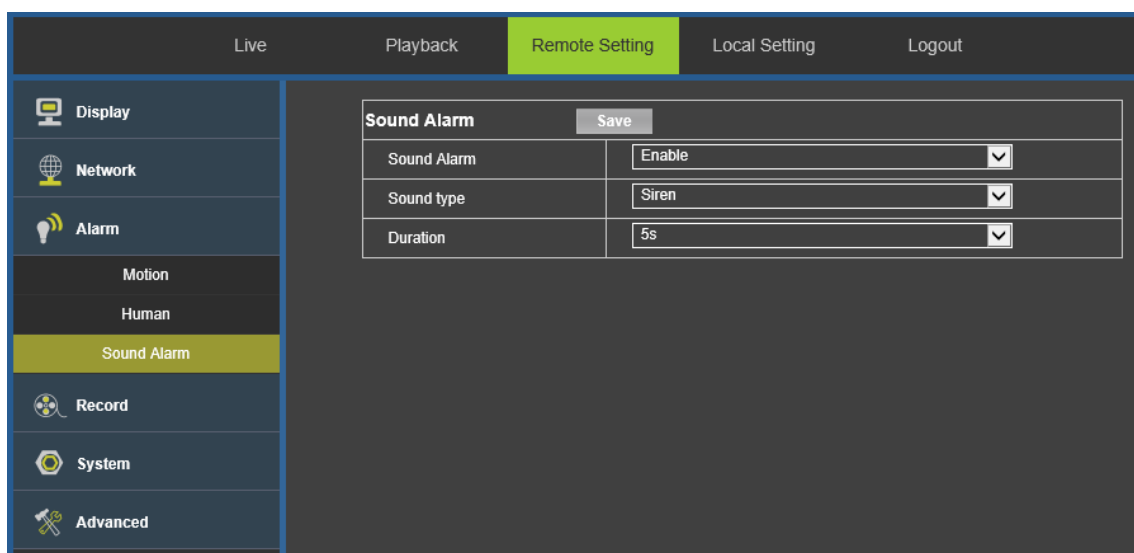 Live Playback Remote Setting Local Setting Logout
Display
Network
Alarm
Motion
Human
Sound Alarm
Record
System
Advanced
Sound Alarm Save
Sound Alarm Enable
Sound type Siren
Duration 5s